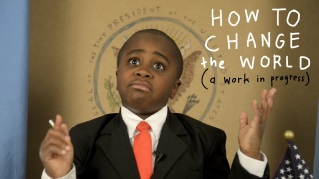 HOW TO
CHANGE
the WORLD
(a work in progress)